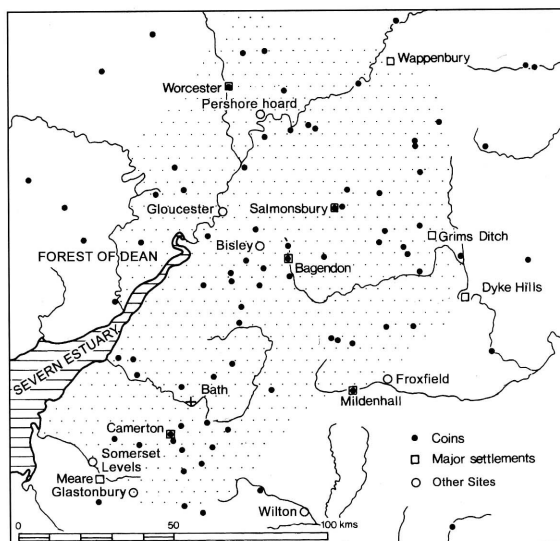 Wappenbury
Worcester
Pershore hoard
Gloucester
Salmonsbury
Bisley
Grims Ditch
FOREST OF DEAN
Bagendon
Dyke Hills
SEVERN ESTUARY
Froxfield
Bath
Mildenhall
Camerton
Somerset
Levels
Meare
Glastonbury
Wilton
Coins
Major settlements
Other Sites
0 50 100 kms